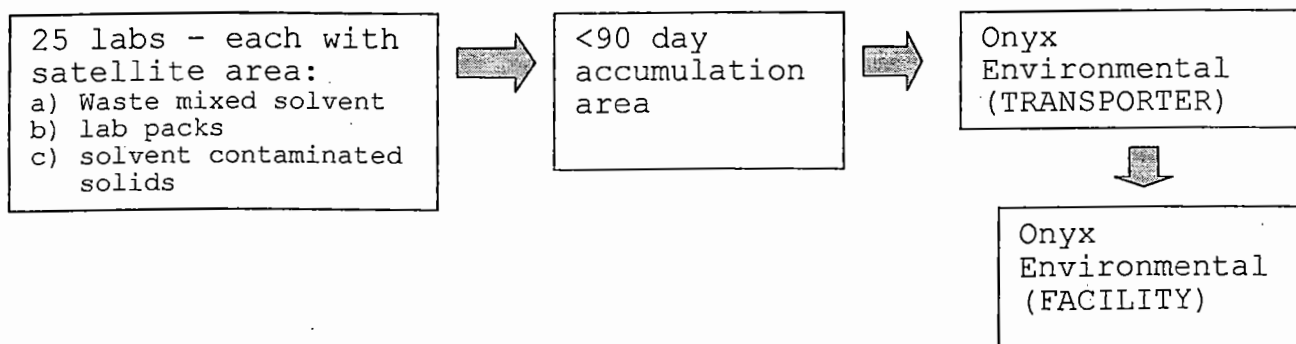 25 labs – each with
satellite area:
a) Waste mixed solvent
b) lab packs
c) solvent contaminated
solids
<90 day
accumulation
area
Onyx
Environmental
(TRANSPORTER)
Onyx
Environmental
(FACILITY)